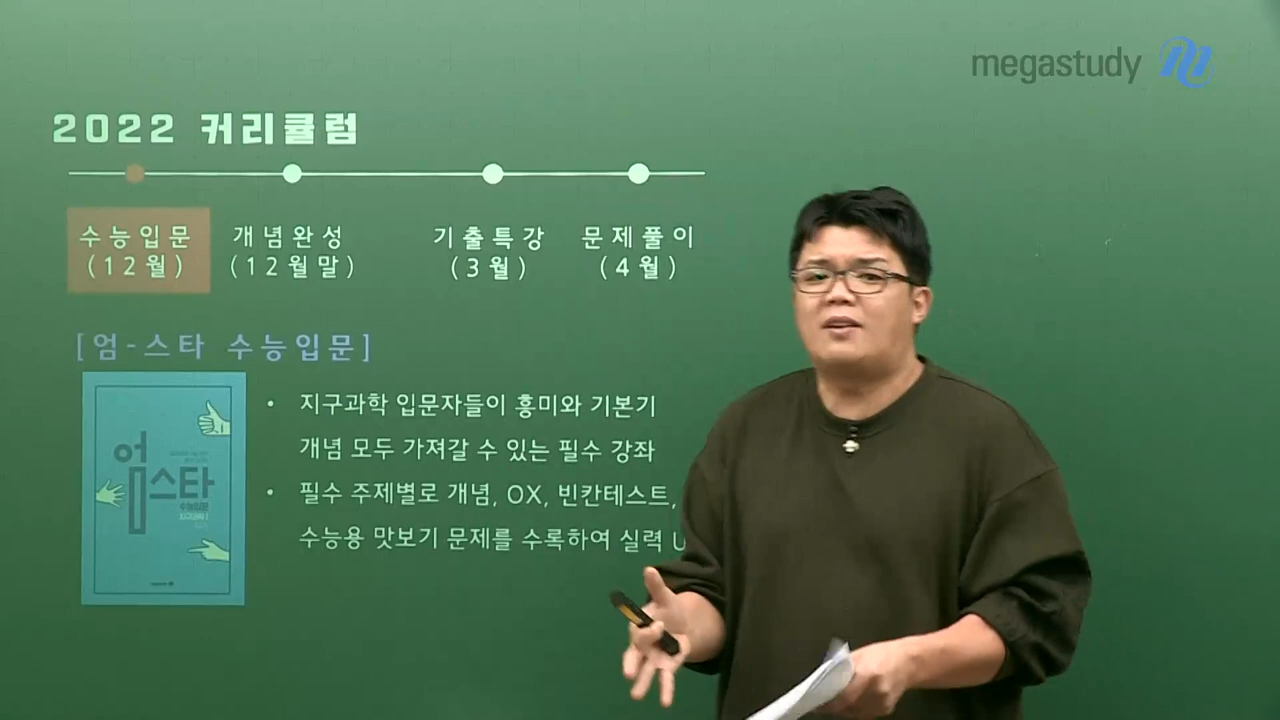 megastudy
2022 커리큘럼
수능입문 개념완성 기출특강 문제풀이
(12월) (12월말) (3월) (4월)
[엄-스타 수능입문]
• 지구과학 입문자들이 흥미와 기본기
개념 모두 가져갈 수 있는 필수 강좌
• 필수 주제별로 개념, OX, 빈칸테스트,
수능용 맛보기 문제를 수록하여 실력 U
엄
스타
수능입문